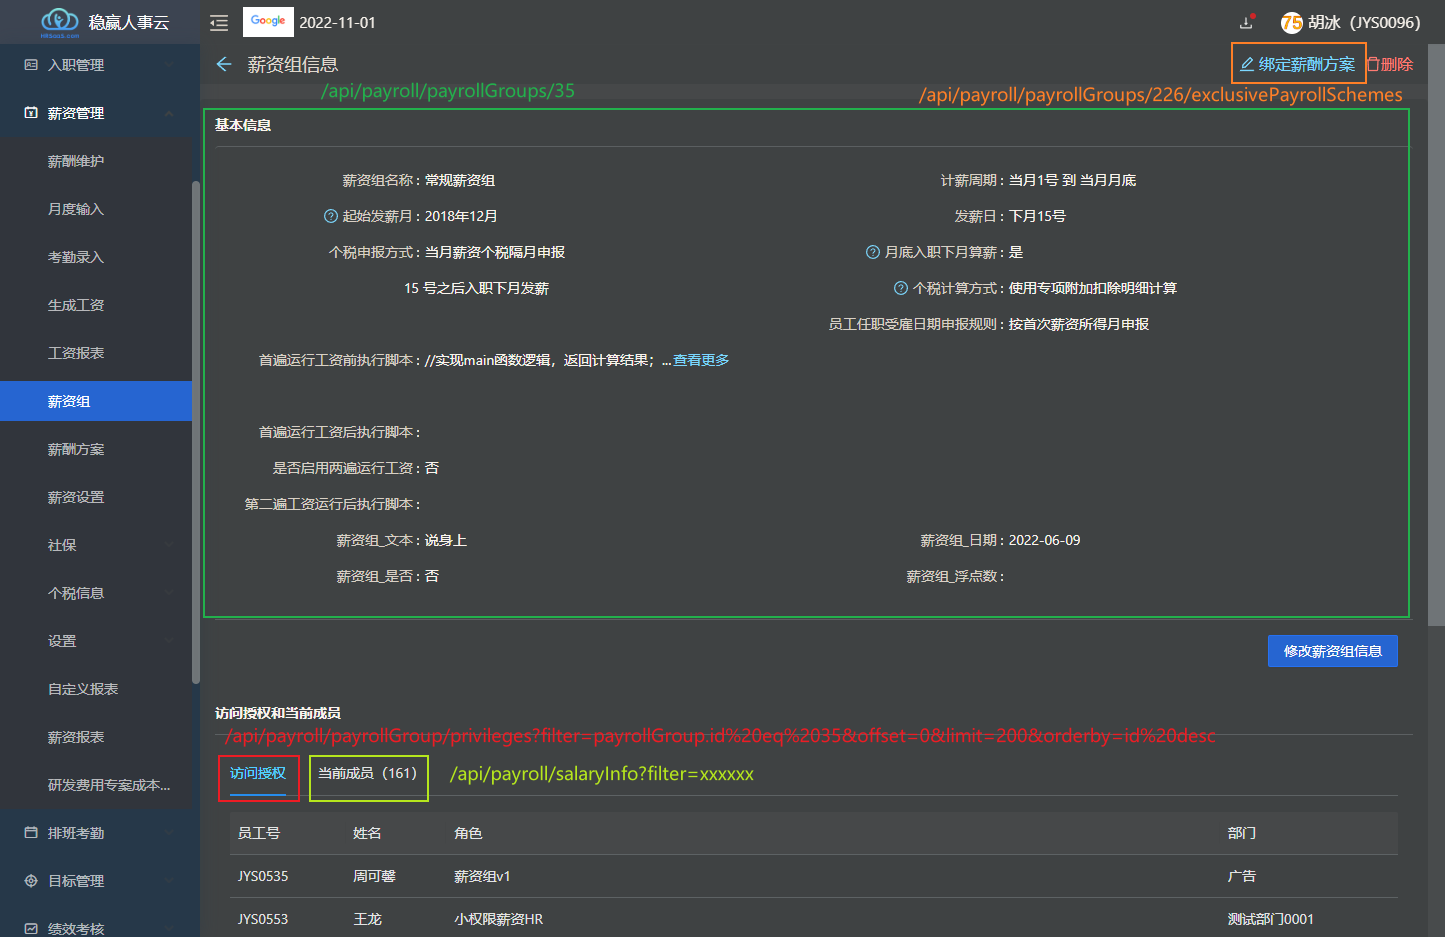 稳赢人事云
HRsaas.com
Google
2022-11-01
75
胡冰（JYS0096）
入职管理
薪资管理
薪酬维护
月度输入
考勤录入
生成工资
工资报表
薪资组
薪酬方案
薪资设置
社保
个税信息
设置
自定义报表
薪资报表
研发费用专案成本...
排班考勤
目标管理
绩效考核
薪资组信息
绑定薪酬方案
删除
/api/payroll/payrollGroups/35
/api/payroll/payrollGroups/226/exclusivePayrollSchemes
基本信息
薪资组名称 : 常规薪资组
计薪周期 : 当月1号 到 当月月底
起始发薪月 : 2018年12月
发薪日 : 下月15号
个税申报方式 : 当月薪资个税隔月申报
月底入职下月算薪 : 是
15 号之后入职下月发薪
个税计算方式 : 使用专项附加扣除明细计算
员工任职受雇日期申报规则 : 按首次薪资所得月申报
首遍运行工资前执行脚本 : //实现main函数逻辑，返回计算结果；...查看更多
首遍运行工资后执行脚本 :
是否启用两遍运行工资 : 否
第二遍工资运行后执行脚本 :
薪资组_文本 : 说身上
薪资组_日期 : 2022-06-09
薪资组_是否 : 否
薪资组_浮点数 :
修改薪资组信息
访问授权和当前成员
/api/payroll/payrollGroup/privileges?filter=payrollGroup.id%20eq%2035&offset=0&limit=200&orderby=id%20desc
访问授权
当前成员（161）
/api/payroll/salaryInfo?filter=xxxxxx
员工号 姓名 角色 部门
JYS0535 周可馨 薪资组v1 广告
JYS0553 王龙 小权限薪资HR 测试部门0001